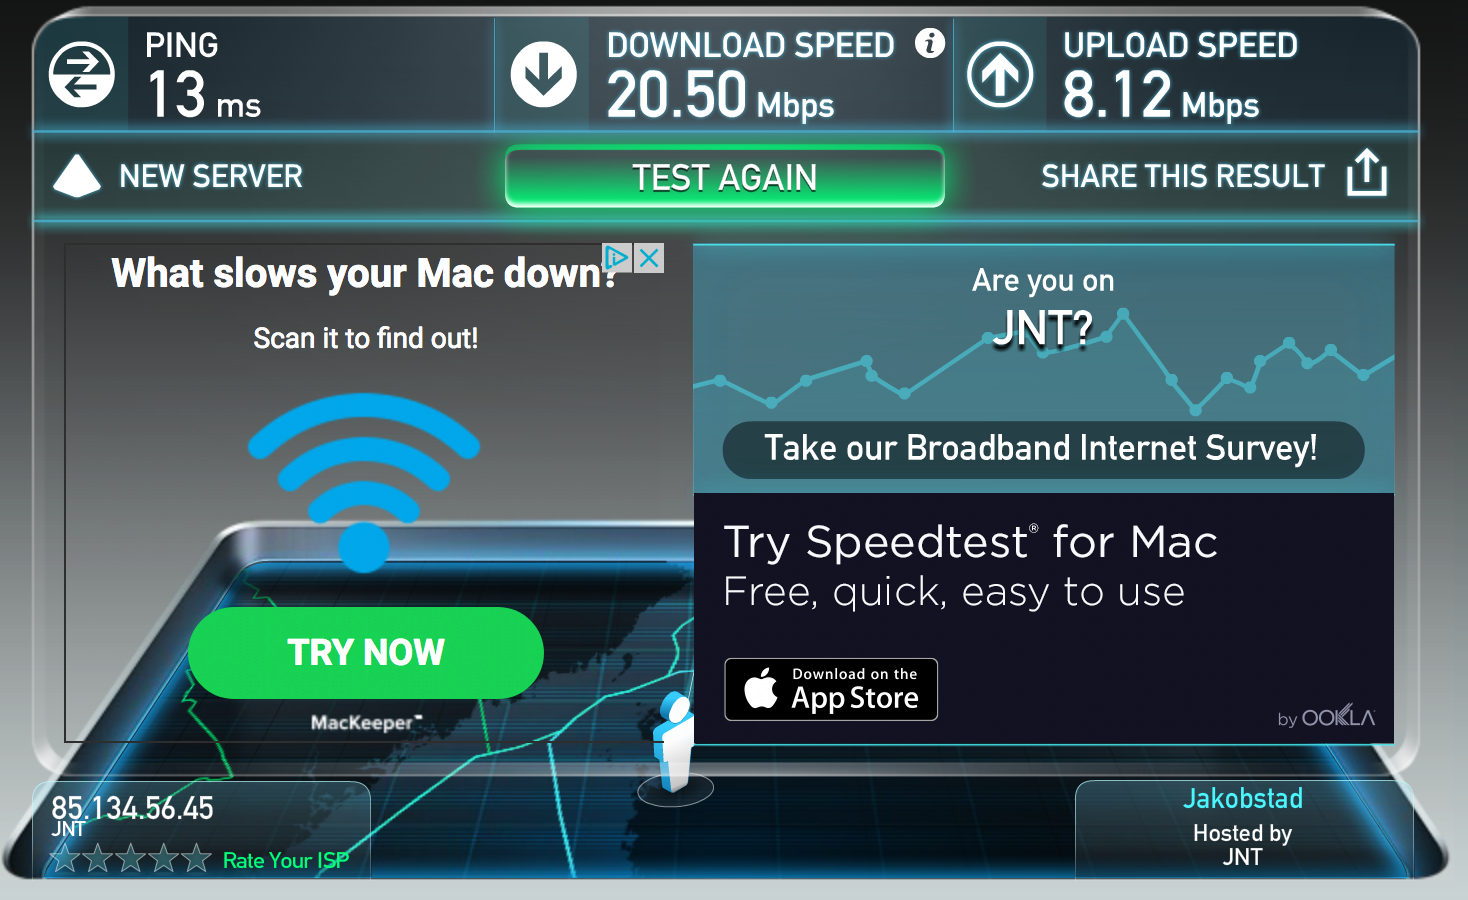 PING
13 ms
DOWNLOAD SPEED
20.50 Mbps
UPLOAD SPEED
8.12 Mbps
NEW SERVER
TEST AGAIN
SHARE THIS RESULT
What slows your Mac down?
Scan it to find out!
TRY NOW
MacKeeper™
Are you on
JNT?
Take our Broadband Internet Survey!
Try Speedtest® for Mac
Free, quick, easy to use
Download on the
App Store
by OOKLA
85.134.56.45
JNT
Rate Your ISP
Jakobstad
Hosted by
JNT